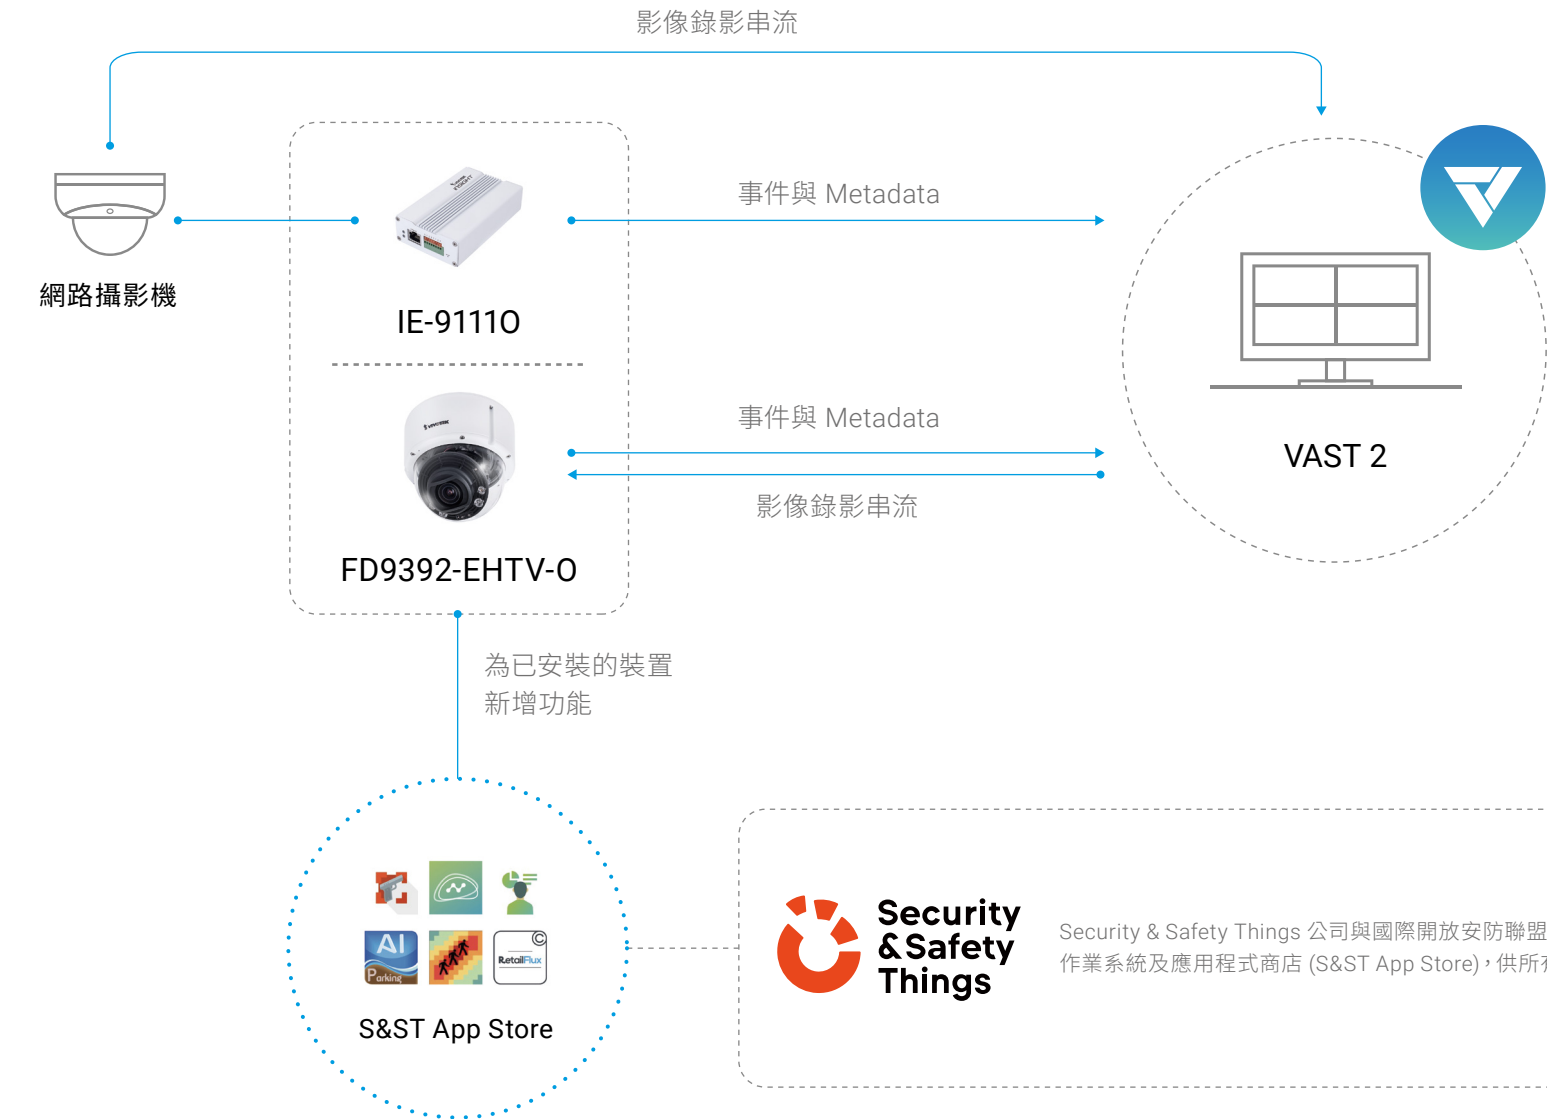 影像錄影串流
事件與 Metadata
網路攝影機
IE-9111O
事件與 Metadata
VAST 2
影像錄影串流
FD9392-EHTV-O
為已安裝的裝置
新增功能
AI
Parking
RetailFlux
©
S&ST App Store
Security
&Safety
Things
Security & Safety Things 公司與國際開放安防聯盟
作業系統及應用程式商店 (S&ST App Store)，供所有